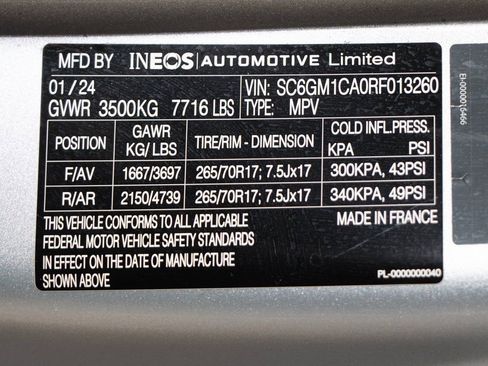 MFD BY INEOS AUTOMOTIVE Limited
01 / 24 VIN: SC6GM1CA0RF013260
GVWR 3500KG 7716 LBS TYPE: MPV
POSITION GAWR KG/ LBS TIRE/RIM - DIMENSION COLD INFL.PRESS. KPA PSI
F/AV 1667/3697 265/70R17; 7.5Jx17 300KPA, 43PSI
R/AR 2150/4739 265/70R17; 7.5Jx17 340KPA, 49PSI
THIS VEHICLE CONFORMS TO ALL APPLICABLE MADE IN FRANCE
FEDERAL MOTOR VEHICLE SAFETY STANDARDS
IN EFFECT ON THE DATE OF MANUFACTURE
SHOWN ABOVE PL-0000000040
EI-0000015466